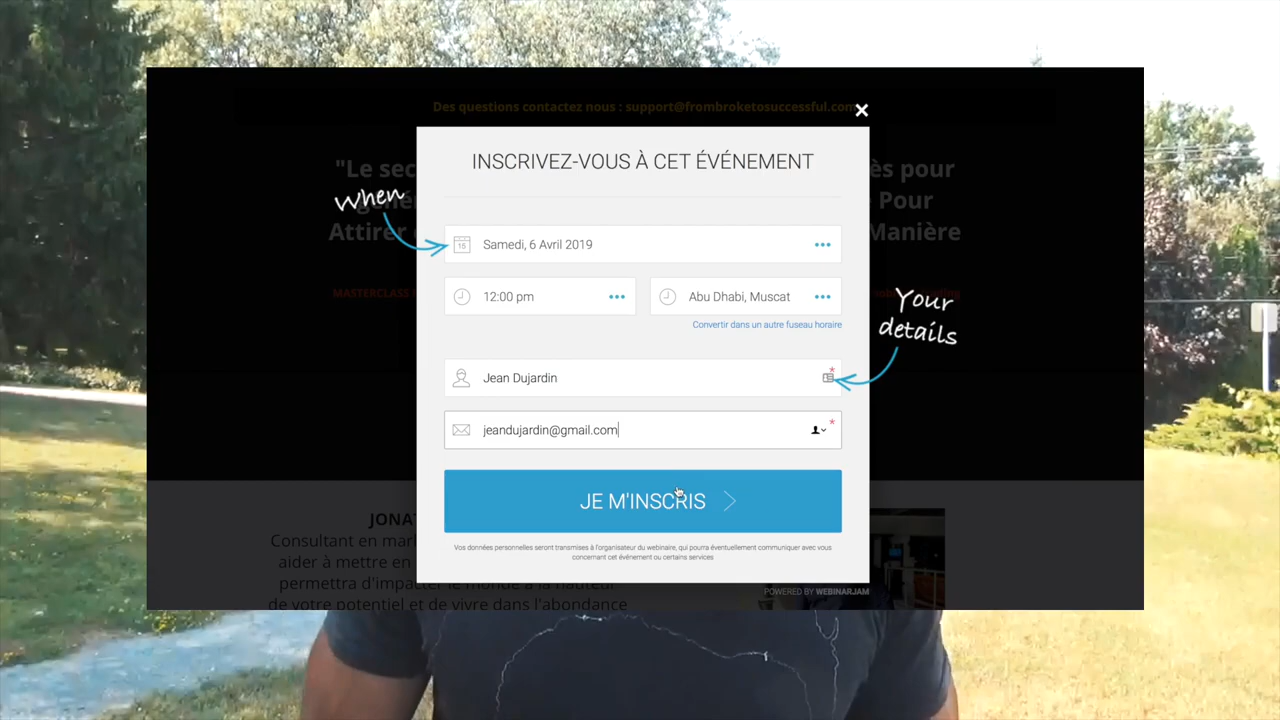 Des questions contactez nous : support@frombroketosuccessful.com
INSCRIVEZ-VOUS À CET ÉVÉNEMENT
"Le
ès pour
When
Pour
Attirer
Manière
16
Samedi, 6 Avril 2019
12:00 pm
Abu Dhabi, Muscat
MASTERCLASS
Your
details
Convertir dans un autre fuseau horaire
Jean Dujardin
*
jeandujardin@gmail.com
*
JE M'INSCRIS
Vos données personnelles seront transmises à l'organisateur du webinaire, qui pourra éventuellement communiquer avec vous
concernant cet événement ou certains services
JONA
Consultant en mar
aider à mettre en
permettra d'impacter le monde à la hauteur
de votre potentiel et de vivre dans l'abondance
POWERED BY WEBINARJAM